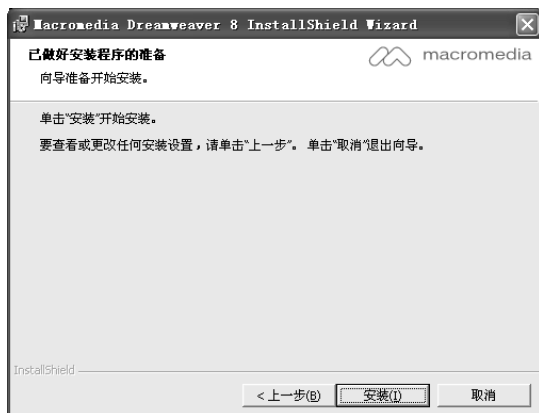 Macromedia Dreamweaver 8 InstallShield Wizard
已做好安装程序的准备
macromedia
向导准备开始安装。
单击"安装"开始安装。
要查看或更改任何安装设置，请单击"上一步"。 单击"取消"退出向导。
InstallShield
< 上一步(B)
安装(I)
取消